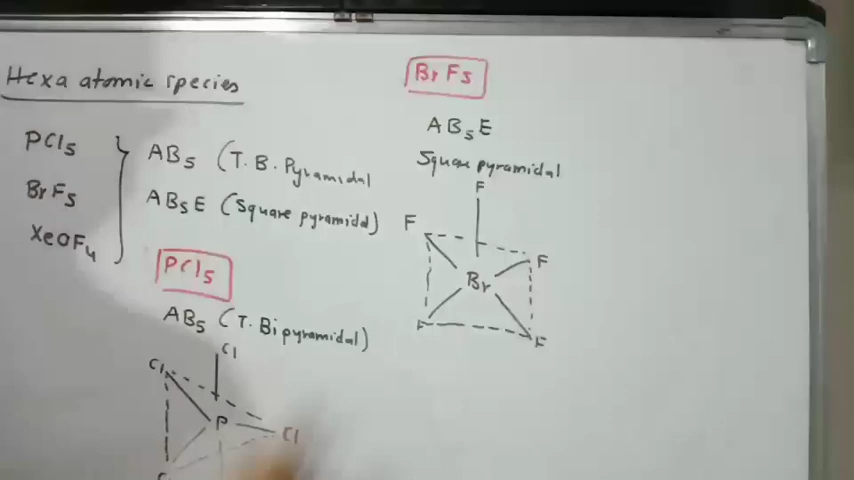 Hexa atomic species
PCl5
BrF5
XeOF4
AB5 (T. B. Pyramidal
AB5E (Square pyramidal)
PCl5
AB5 (T. Bipyramidal)
Cl
Cl
P
Cl
BrF5
AB5E
Square pyramidal
F
F
F
Br
F
F